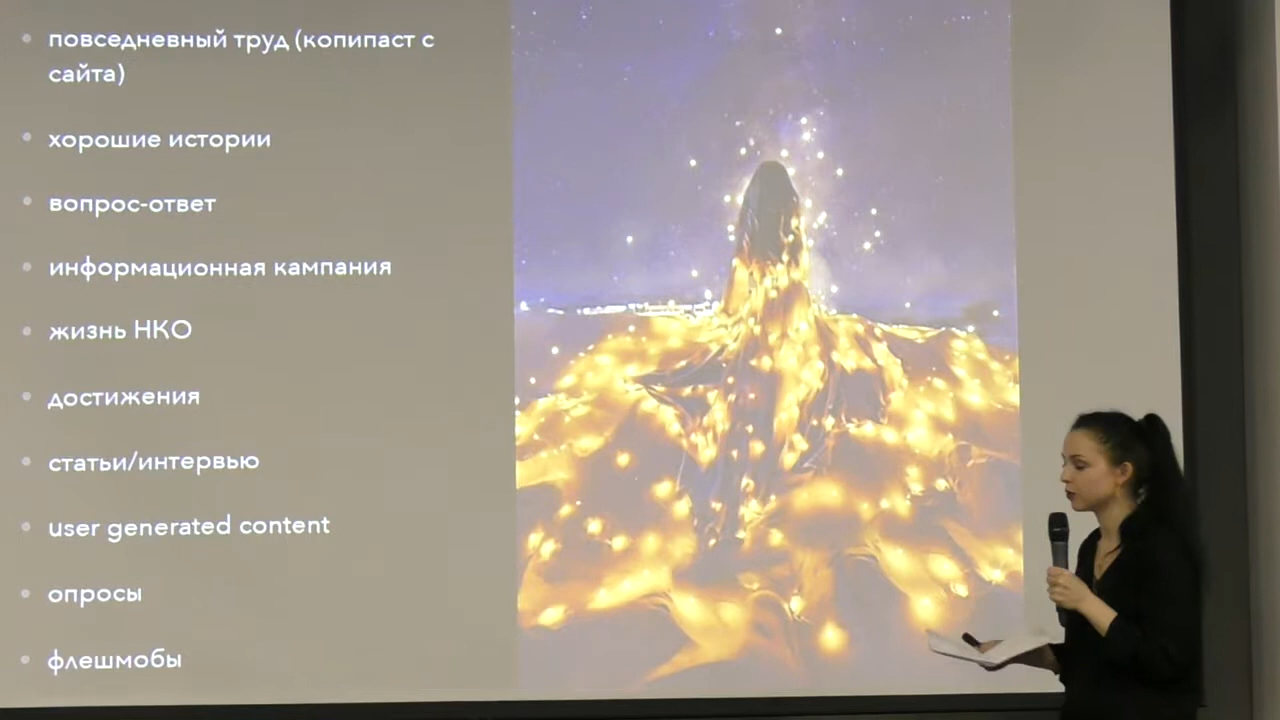 повседневный труд (копипаст с
сайта)
хорошие истории
вопрос-ответ
информационная кампания
жизнь НКО
достижения
статьи/интервью
user generated content
опросы
флешмобы